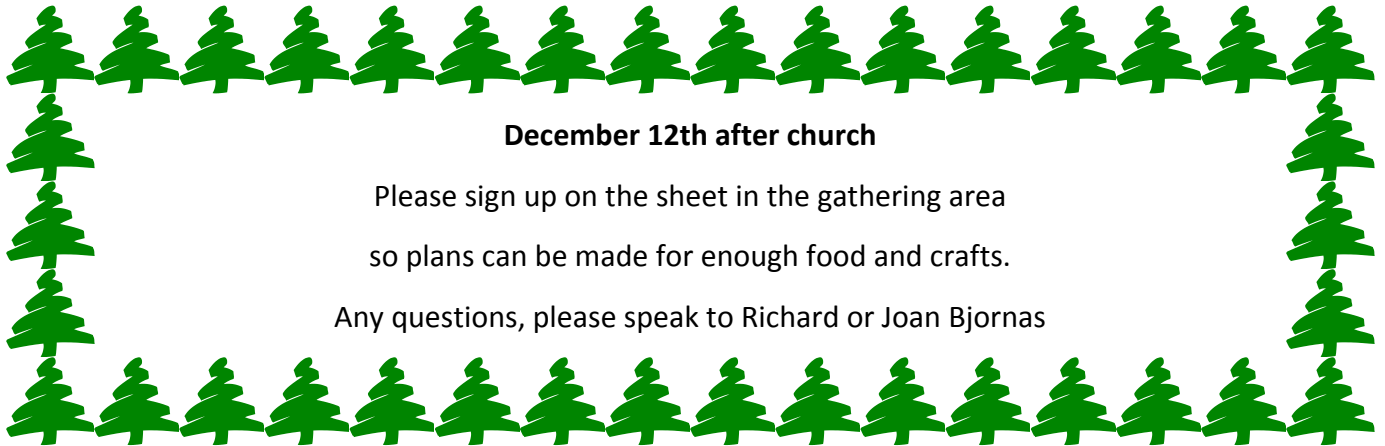 December 12th after church
Please sign up on the sheet in the gathering area
so plans can be made for enough food and crafts.
Any questions, please speak to Richard or Joan Bjornas